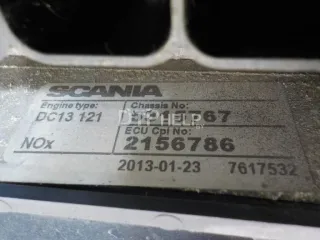 SCANIA
Engine type: Chassis No:
DC13 121
ECU Cpl No:
NOx 2156786
2013-01-23 7617532